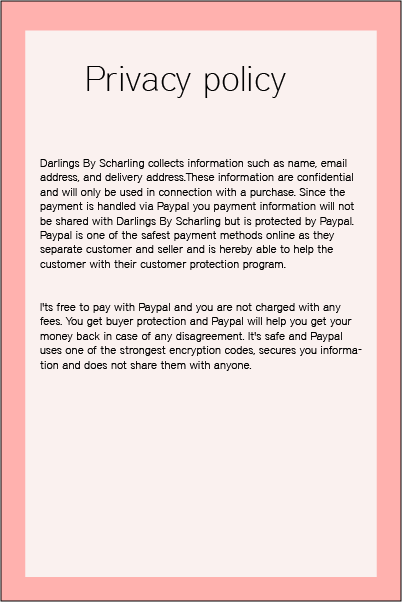 Privacy policy
Darlings By Scharling collects information such as name, email
address, and delivery address.These information are confidential
and will only be used in connection with a purchase. Since the
payment is handled via Paypal you payment information will not
be shared with Darlings By Scharling but is protected by Paypal.
Paypal is one of the safest payment methods online as they
separate customer and seller and is hereby able to help the
customer with their customer protection program.
I'ts free to pay with Paypal and you are not charged with any
fees. You get buyer protection and Paypal will help you get your
money back in case of any disagreement. It's safe and Paypal
uses one of the strongest encryption codes, secures you informa-
tion and does not share them with anyone.